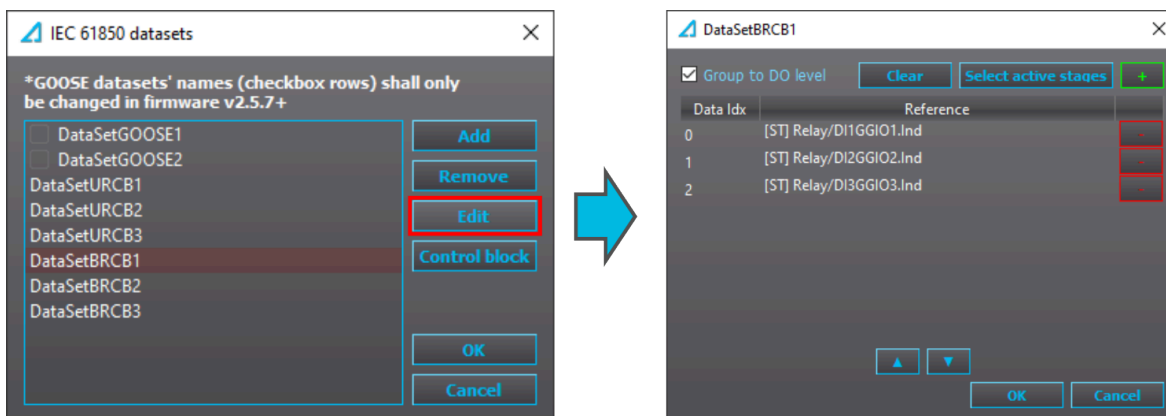 IEC 61850 datasets
*GOOSE datasets' names (checkbox rows) shall only
be changed in firmware v2.5.7+
DataSetGOOSE1
DataSetGOOSE2
DataSetURCB1
DataSetURCB2
DataSetURCB3
DataSetBRCB1
DataSetBRCB2
DataSetBRCB3
Add
Remove
Edit
Control block
OK
Cancel
DataSetBRCB1
Group to DO level
Clear
Select active stages
+
Data Idx Reference
0 [ST] Relay/DI1GGIO1.Ind -
1 [ST] Relay/DI2GGIO2.Ind -
2 [ST] Relay/DI3GGIO3.Ind -
▲ ▼
OK Cancel